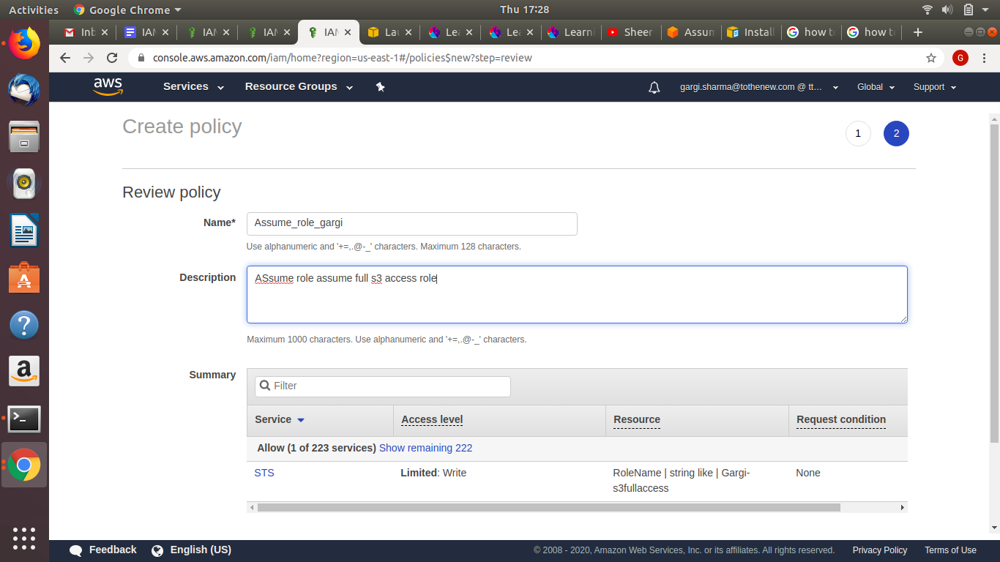 Activities Google Chrome Thu 17:28
Inb IAM IAM IAM IAM Lau Lea Lea Learni Sheer Assum Install how to how to
console.aws.amazon.com/iam/home?region=us-east-1#/policies$new?step=review G
aws Services Resource Groups gargi.sharma@tothenew.com @ tt... Global Support
Create policy 1 2
Review policy
Name* Assume_role_gargi
Use alphanumeric and '+=,.@-_' characters. Maximum 128 characters.
Description ASsume role assume full s3 access role
Maximum 1000 characters. Use alphanumeric and '+=,.@-_' characters.
Summary Filter
Service Access level Resource Request condition
Allow (1 of 223 services) Show remaining 222
STS Limited: Write RoleName | string like | Gargi- None
s3fullaccess
Feedback English (US) © 2008 - 2020, Amazon Web Services, Inc. or its affiliates. All rights reserved. Privacy Policy Terms of Use